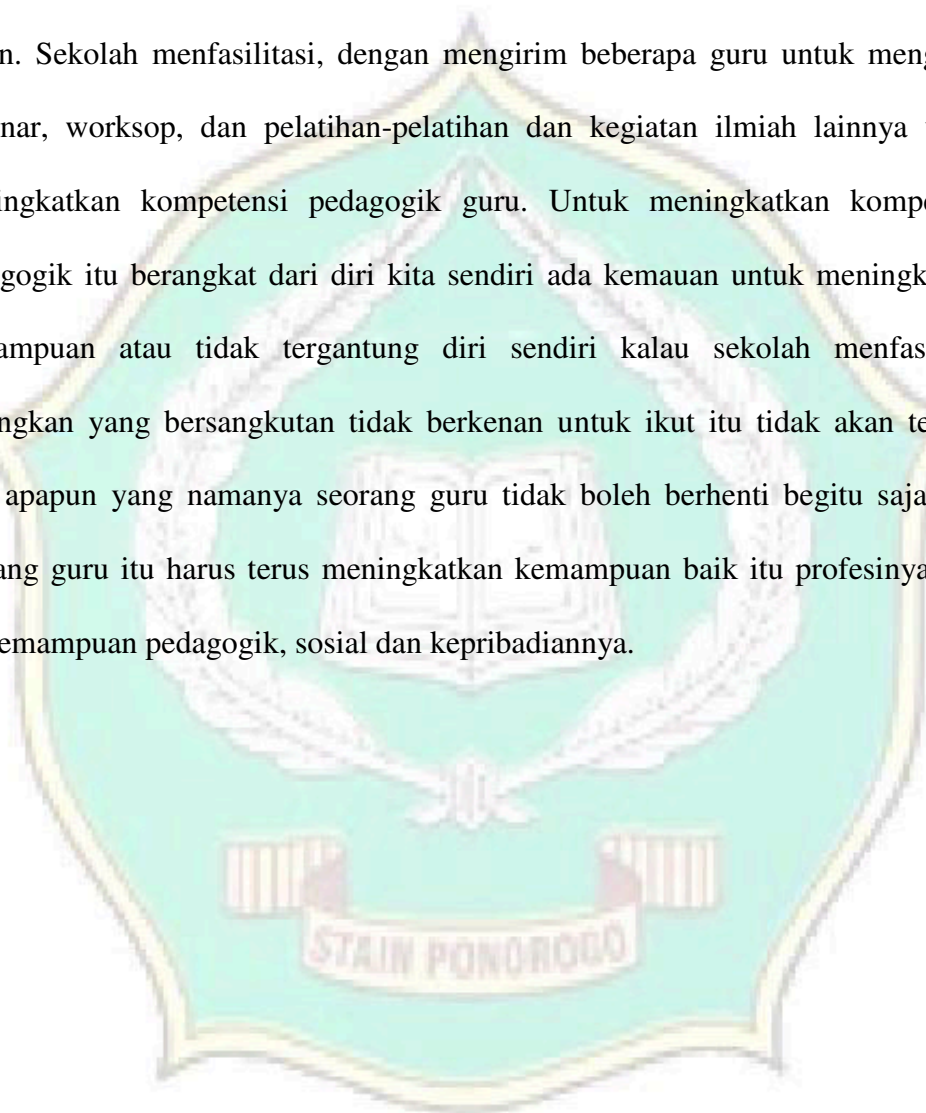 n. Sekolah menfasilitasi, dengan mengirim beberapa guru untuk meng
nar, worksop, dan pelatihan-pelatihan dan kegiatan ilmiah lainnya
ingkatkan kompetensi pedagogik guru. Untuk meningkatkan kompe
gogik itu berangkat dari diri kita sendiri ada kemauan untuk meningk
ampuan atau tidak tergantung diri sendiri kalau sekolah menfas
ngkan yang bersangkutan tidak berkenan untuk ikut itu tidak akan te
apapun yang namanya seorang guru tidak boleh berhenti begitu saja
ang guru itu harus terus meningkatkan kemampuan baik itu profesinya
emampuan pedagogik, sosial dan kepribadiannya.
STAIN PONOROGO